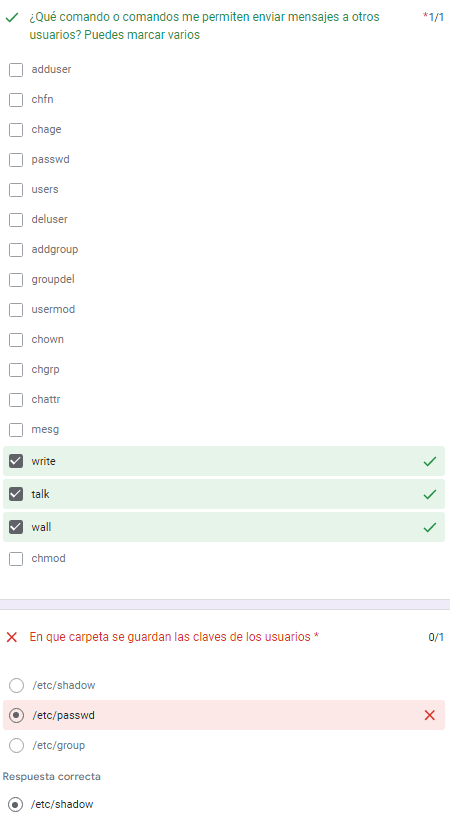 ¿Qué comando o comandos me permiten enviar mensajes a otros *1/1
usuarios? Puedes marcar varios
adduser
chfn
chage
passwd
users
deluser
addgroup
groupdel
usermod
chown
chgrp
chattr
mesg
write
talk
wall
chmod
En que carpeta se guardan las claves de los usuarios * 0/1
/etc/shadow
/etc/passwd
/etc/group
Respuesta correcta
/etc/shadow